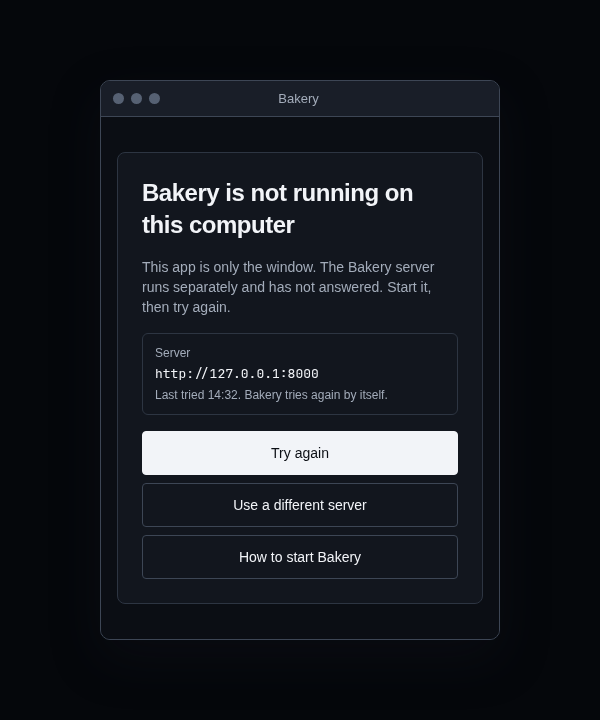 Bakery
Bakery is not running on
this computer
This app is only the window. The Bakery server
runs separately and has not answered. Start it,
then try again.
Server
http://127.0.0.1:8000
Last tried 14:32. Bakery tries again by itself.
Try again
Use a different server
How to start Bakery